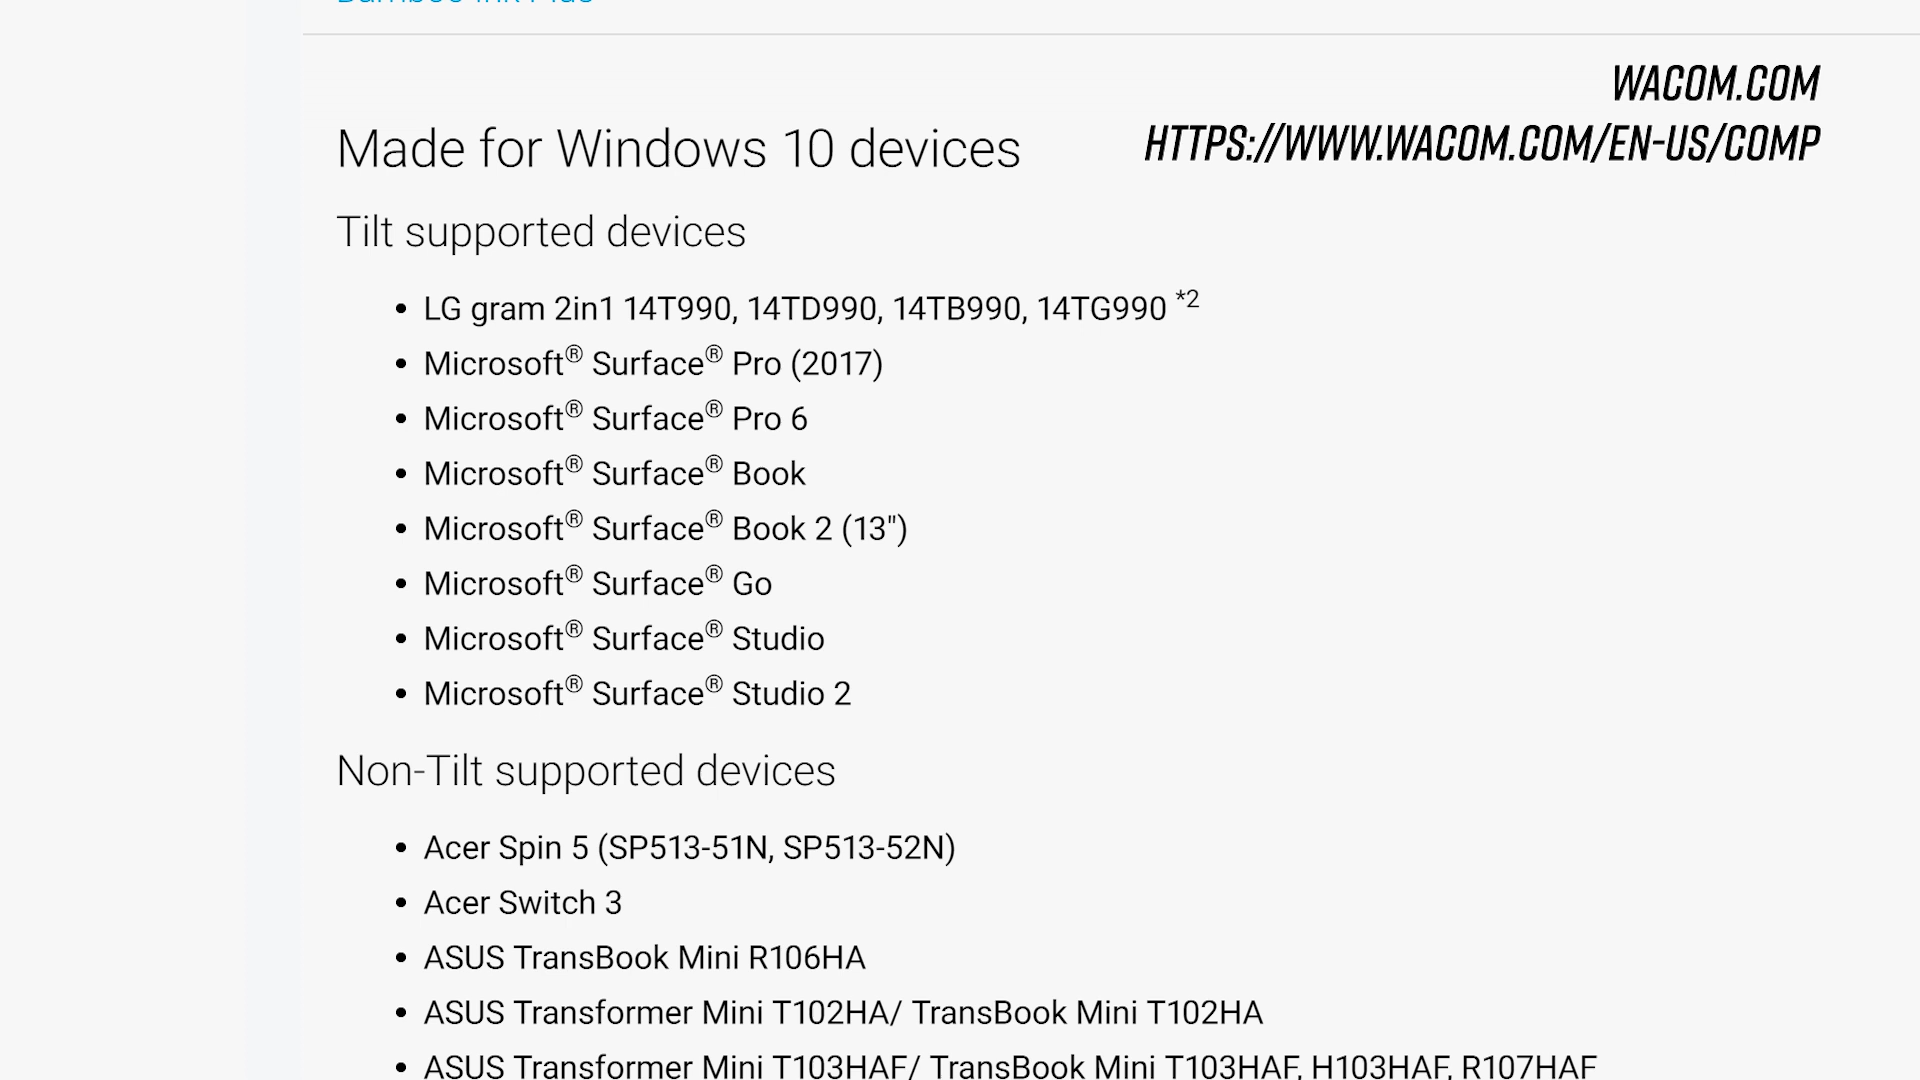 Bamboo Ink Plus
WACOM.COM
HTTPS://WWW.WACOM.COM/EN-US/COMP
Made for Windows 10 devices
Tilt supported devices
• LG gram 2in1 14T990, 14TD990, 14TB990, 14TG990 *2
• Microsoft® Surface® Pro (2017)
• Microsoft® Surface® Pro 6
• Microsoft® Surface® Book
• Microsoft® Surface® Book 2 (13")
• Microsoft® Surface® Go
• Microsoft® Surface® Studio
• Microsoft® Surface® Studio 2
Non-Tilt supported devices
• Acer Spin 5 (SP513-51N, SP513-52N)
• Acer Switch 3
• ASUS TransBook Mini R106HA
• ASUS Transformer Mini T102HA/ TransBook Mini T102HA
• ASUS Transformer Mini T103HAF/ TransBook Mini T103HAF, H103HAF, R107HAF